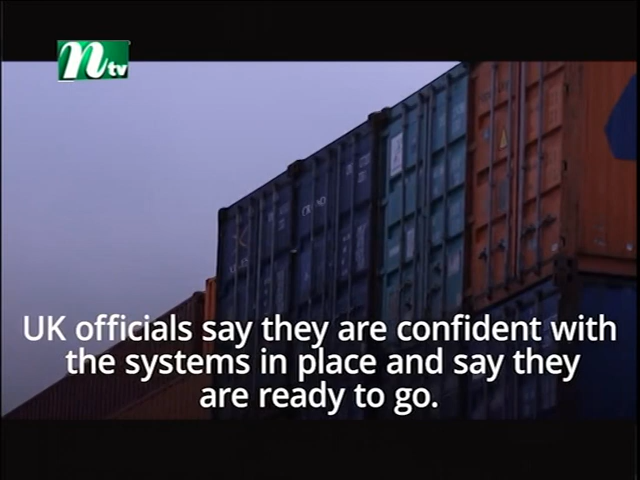 ntv
UK officials say they are confident with
the systems in place and say they
are ready to go.